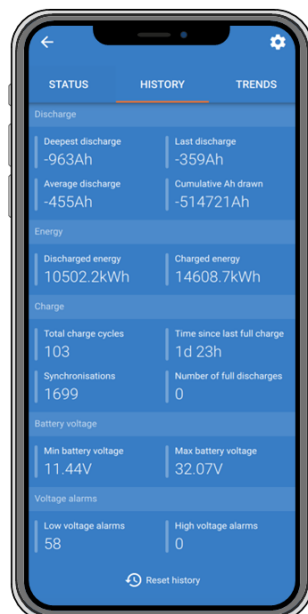 STATUS HISTORY TRENDS
Discharge
Deepest discharge Last discharge
-963Ah -359Ah
Average discharge Cumulative Ah drawn
-455Ah -514721Ah
Energy
Discharged energy Charged energy
10502.2kWh 14608.7kWh
Charge
Total charge cycles Time since last full charge
103 1d 23h
Synchronisations Number of full discharges
1699 0
Battery voltage
Min battery voltage Max battery voltage
11.44V 32.07V
Voltage alarms
Low voltage alarms High voltage alarms
58 0
Reset history